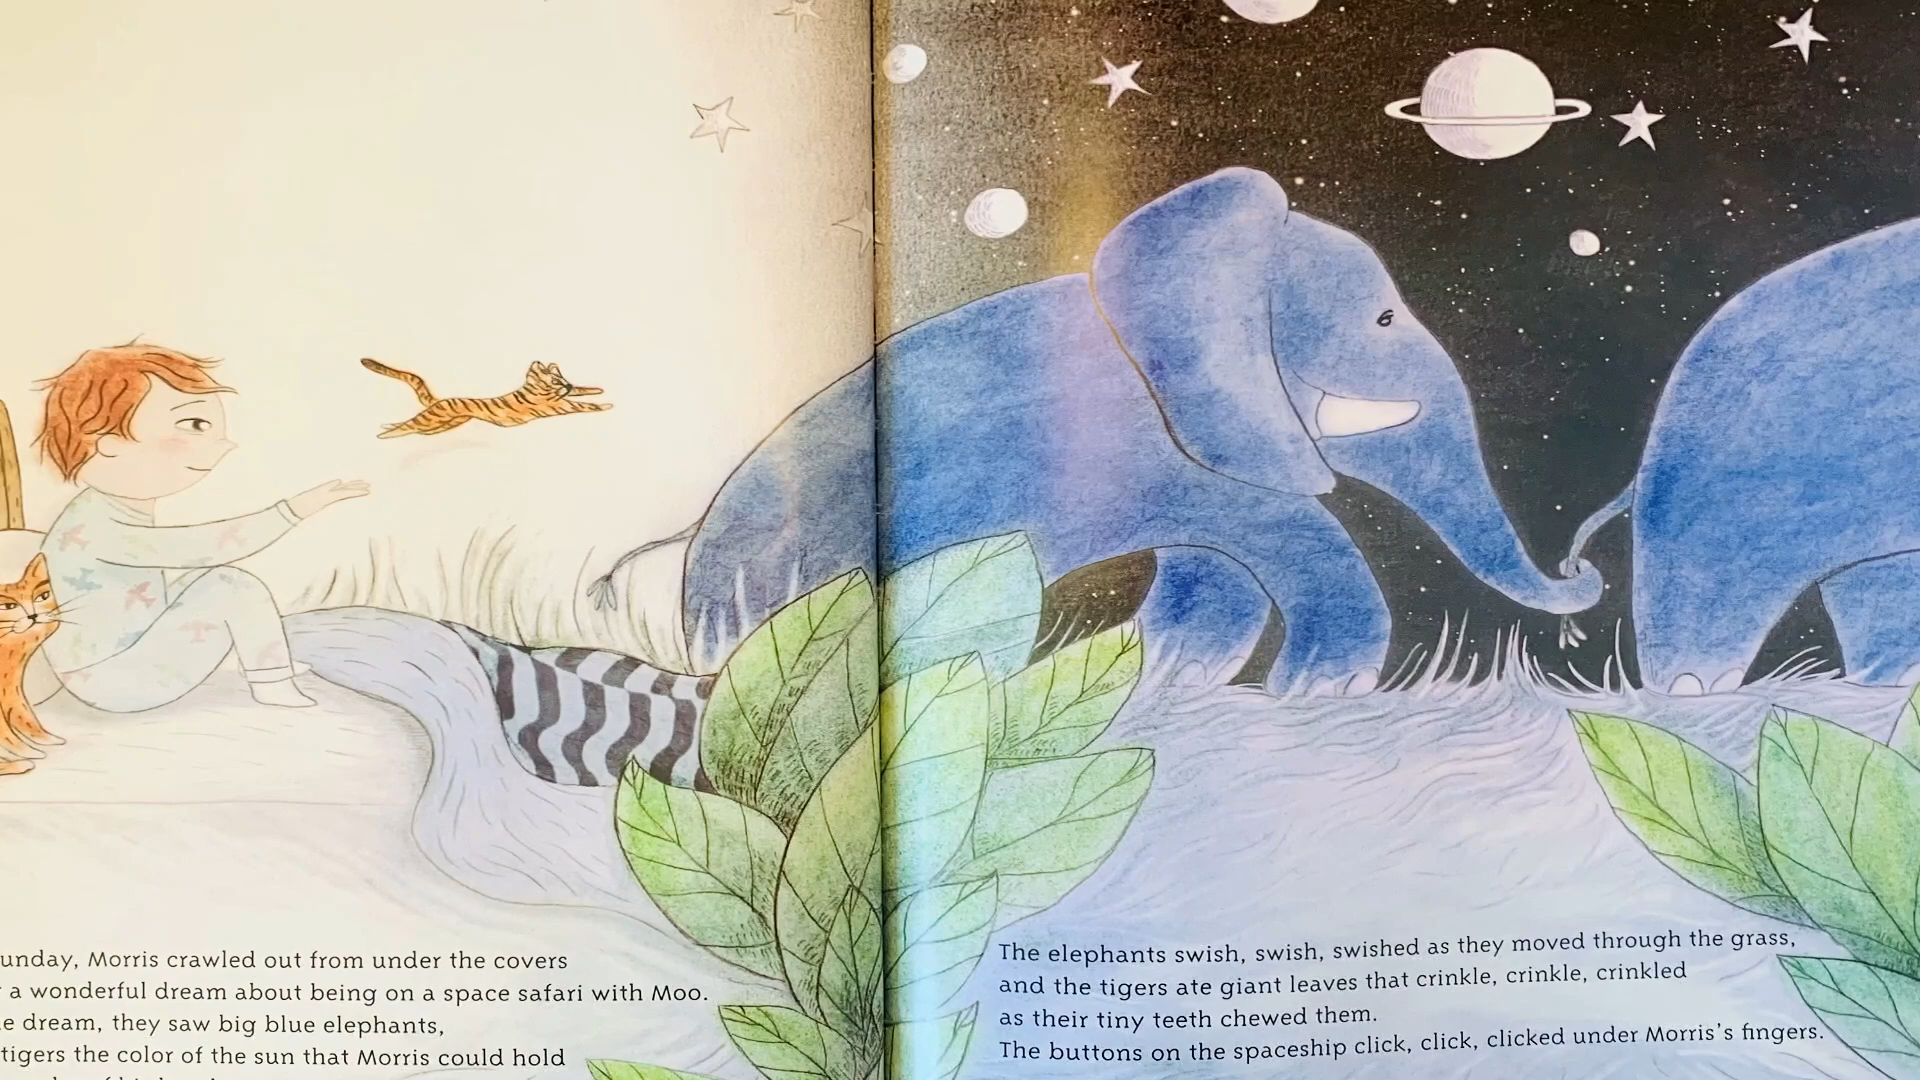 unday, Morris crawled out from under the covers
a wonderful dream about being on a space safari with Moo.
dream, they saw big blue elephants,
tigers the color of the sun that Morris could hold
The elephants swish, swish, swished as they moved through the grass,
and the tigers ate giant leaves that crinkle, crinkle, crinkled
as their tiny teeth chewed them.
The buttons on the spaceship click, click, clicked under Morris's fingers.